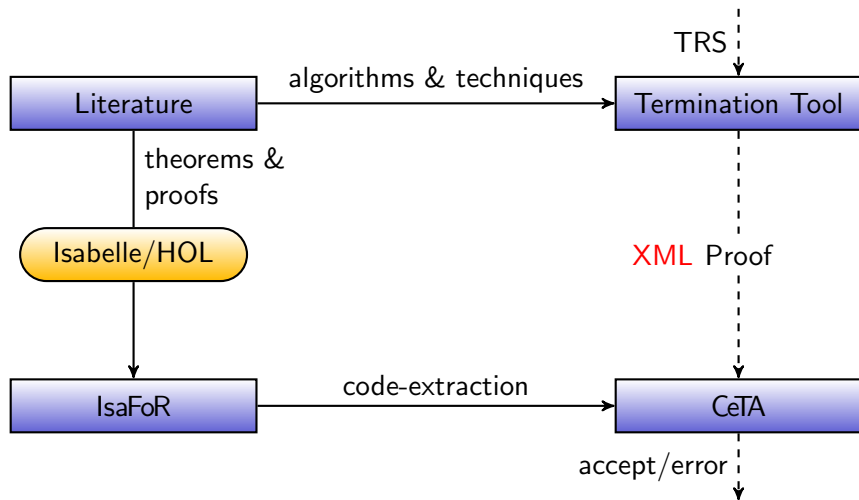 TRS
Literature
algorithms & techniques
Termination Tool
theorems &
proofs
Isabelle/HOL
XML Proof
IsaFoR
code-extraction
CeTA
accept/error